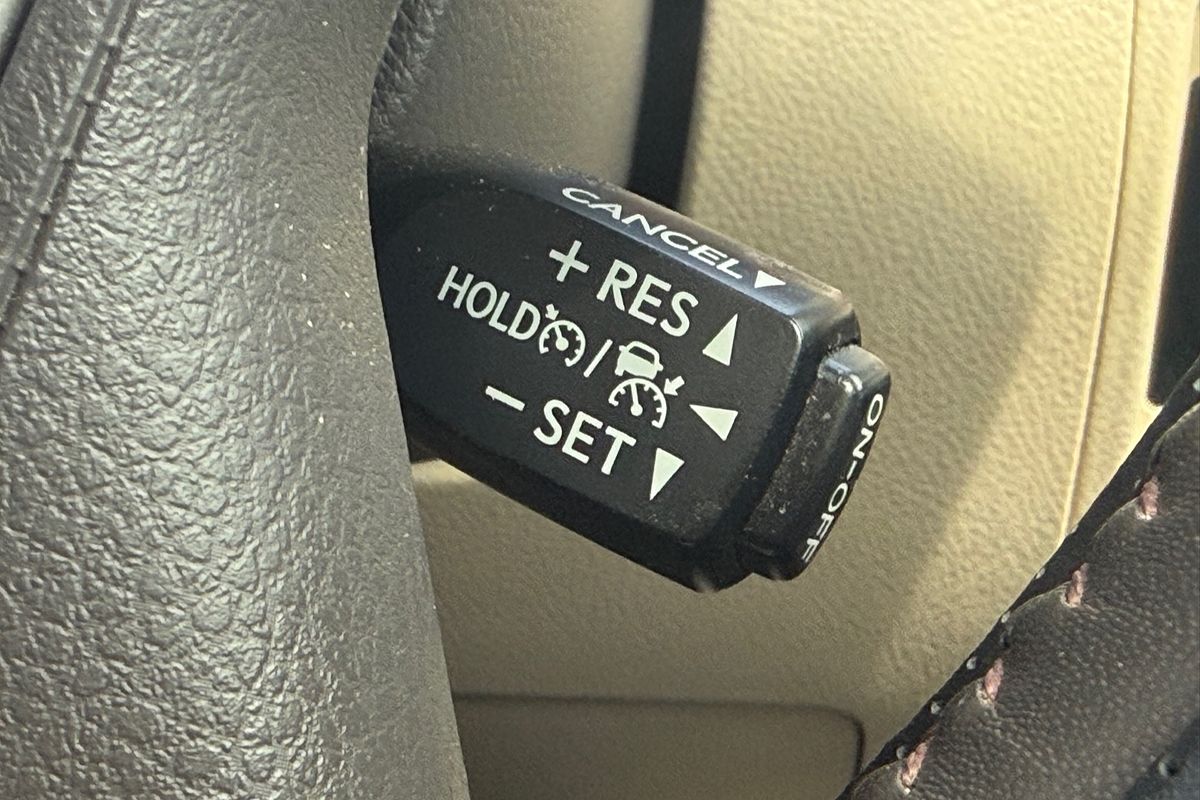 CANCEL
+ RES
HOLD /
- SET
ON-OFF